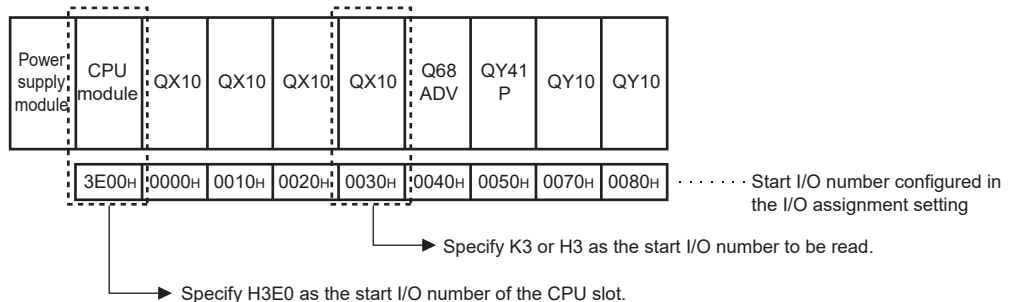 Power
supply
module
CPU
module
QX10
QX10
QX10
QX10
Q68
ADV
QY41
P
QY10
QY10
3E00H
0000H
0010H
0020H
0030H
0040H
0050H
0070H
0080H
Start I/O number configured in
the I/O assignment setting
Specify K3 or H3 as the start I/O number to be read.
Specify H3E0 as the start I/O number of the CPU slot.